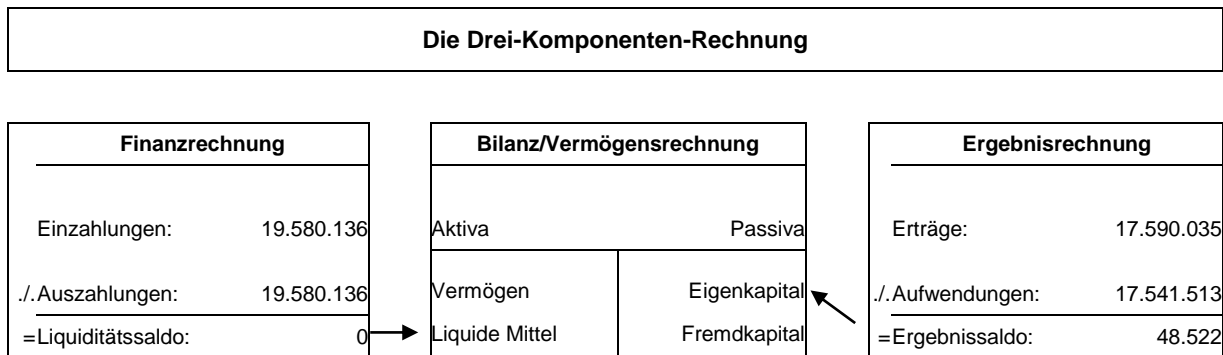 Die Drei-Komponenten-Rechnung
Finanzrechnung
Einzahlungen: 19.580.136
./.Auszahlungen: 19.580.136
=Liquiditätssaldo: 0
Bilanz/Vermögensrechnung
Aktiva Passiva
Vermögen Eigenkapital
Liquide Mittel Fremdkapital
Ergebnisrechnung
Erträge: 17.590.035
./.Aufwendungen: 17.541.513
=Ergebnissaldo: 48.522